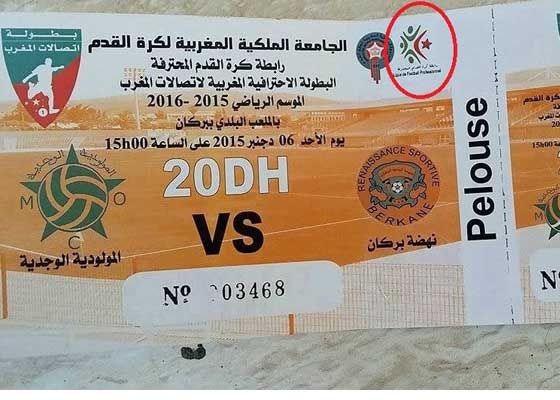 بطولة
اتصالات المغرب
الجامعة الملكية المغربية لكرة القدم
رابطة كرة القدم المحترفة
البطولة الاحترافية المغربية لاتصالات المغرب
الموسم الرياضي 2015-2016
بالملعب البلدي ببركان
يوم الأحد 06 دجنبر 2015 على الساعة 15h00
20DH
VS
M C O
المولودية الوجدية
RENAISSANCE SPORTIVE
BERKANE
نهضة بركان
Nº 03468
Pelouse